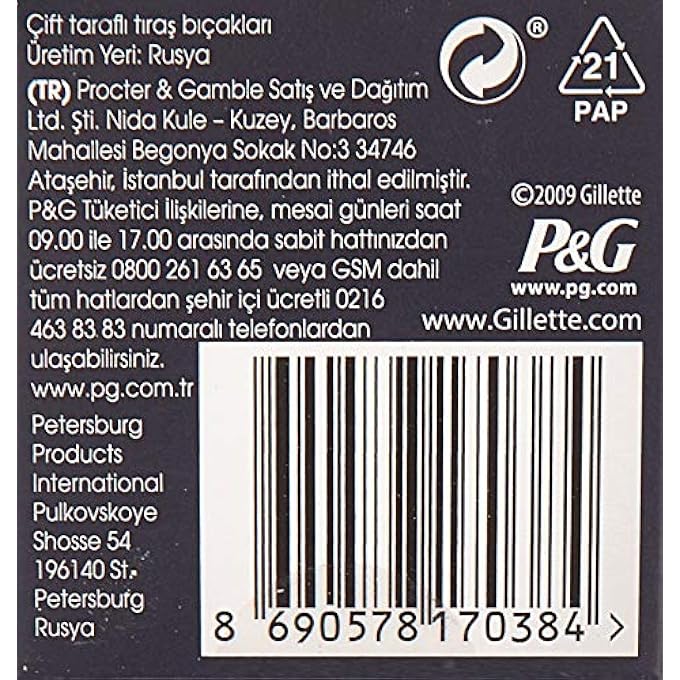 Çift taraflı tıraş bıçakları
Üretim Yeri: Rusya
(TR) Procter & Gamble Satış ve Dağıtım
Ltd. Şti. Nida Kule – Kuzey, Barbaros
Mahallesi Begonya Sokak No:3 34746
Ataşehir, İstanbul tarafından ithal edilmiştir.
P&G Tüketici İlişkilerine, mesai günleri saat
09.00 ile 17.00 arasında sabit hattınızdan
ücretsiz 0800 261 63 65 veya GSM dahil
tüm hatlardan şehir içi ücretli 0216
463 83 83 numaralı telefonlardan
ulaşabilirsiniz.
www.pg.com.tr
Petersburg
Products
International
Pulkovskoye
Shosse 54
196140 St.
Petersburg
Rusya
®
21
PAP
©2009 Gillette
P&G
www.pg.com
www.Gillette.com
8 690578 170384 >